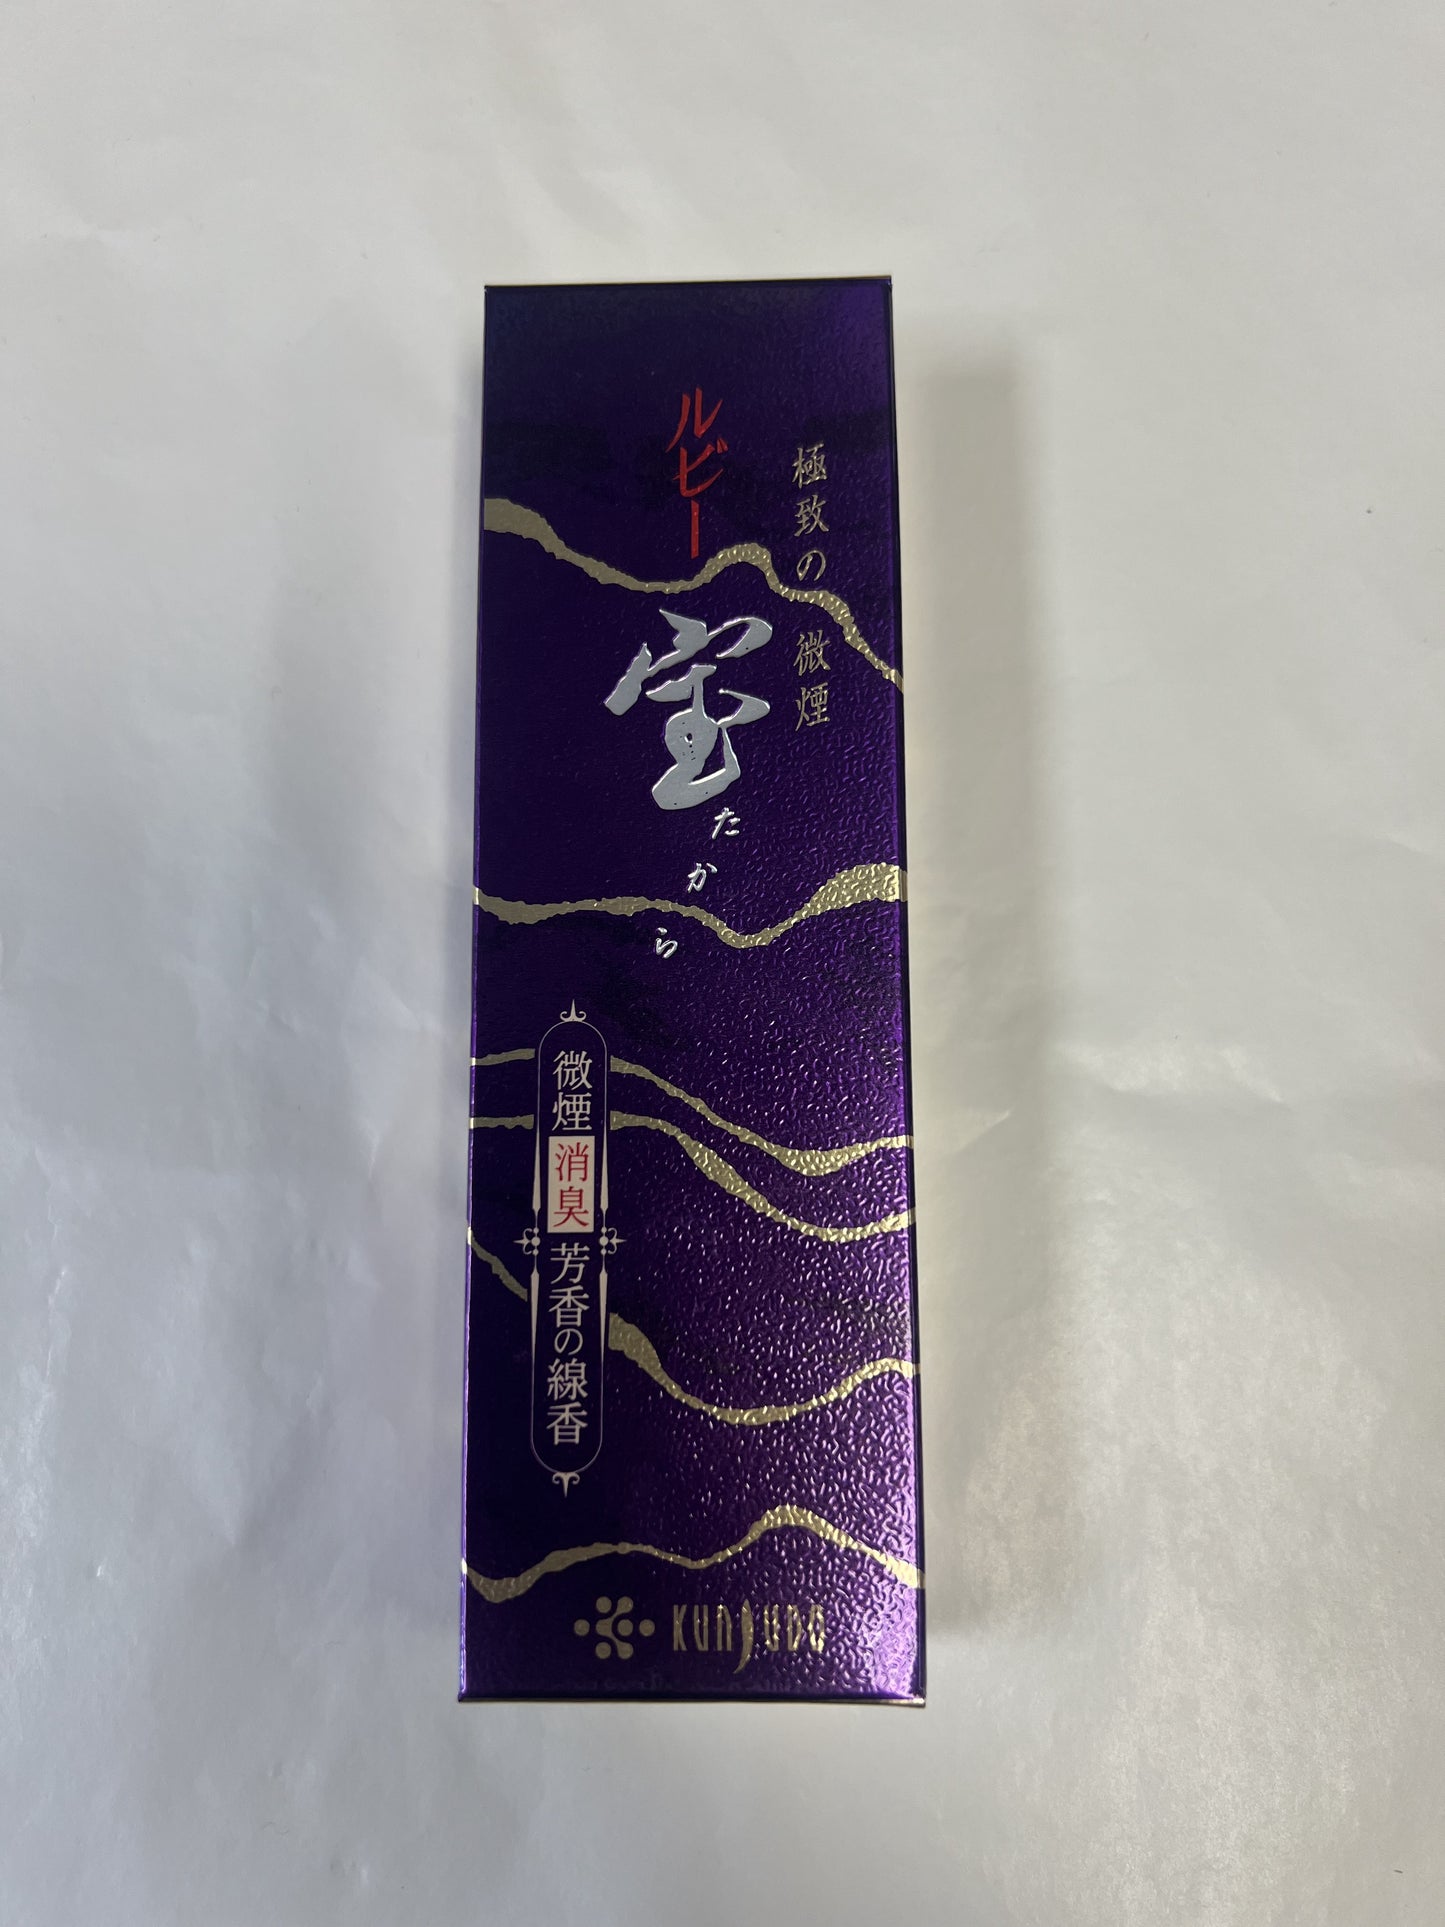 極致の 微煙
ルビー
宝
たから
微煙消臭芳香の線香
KUNJUDO